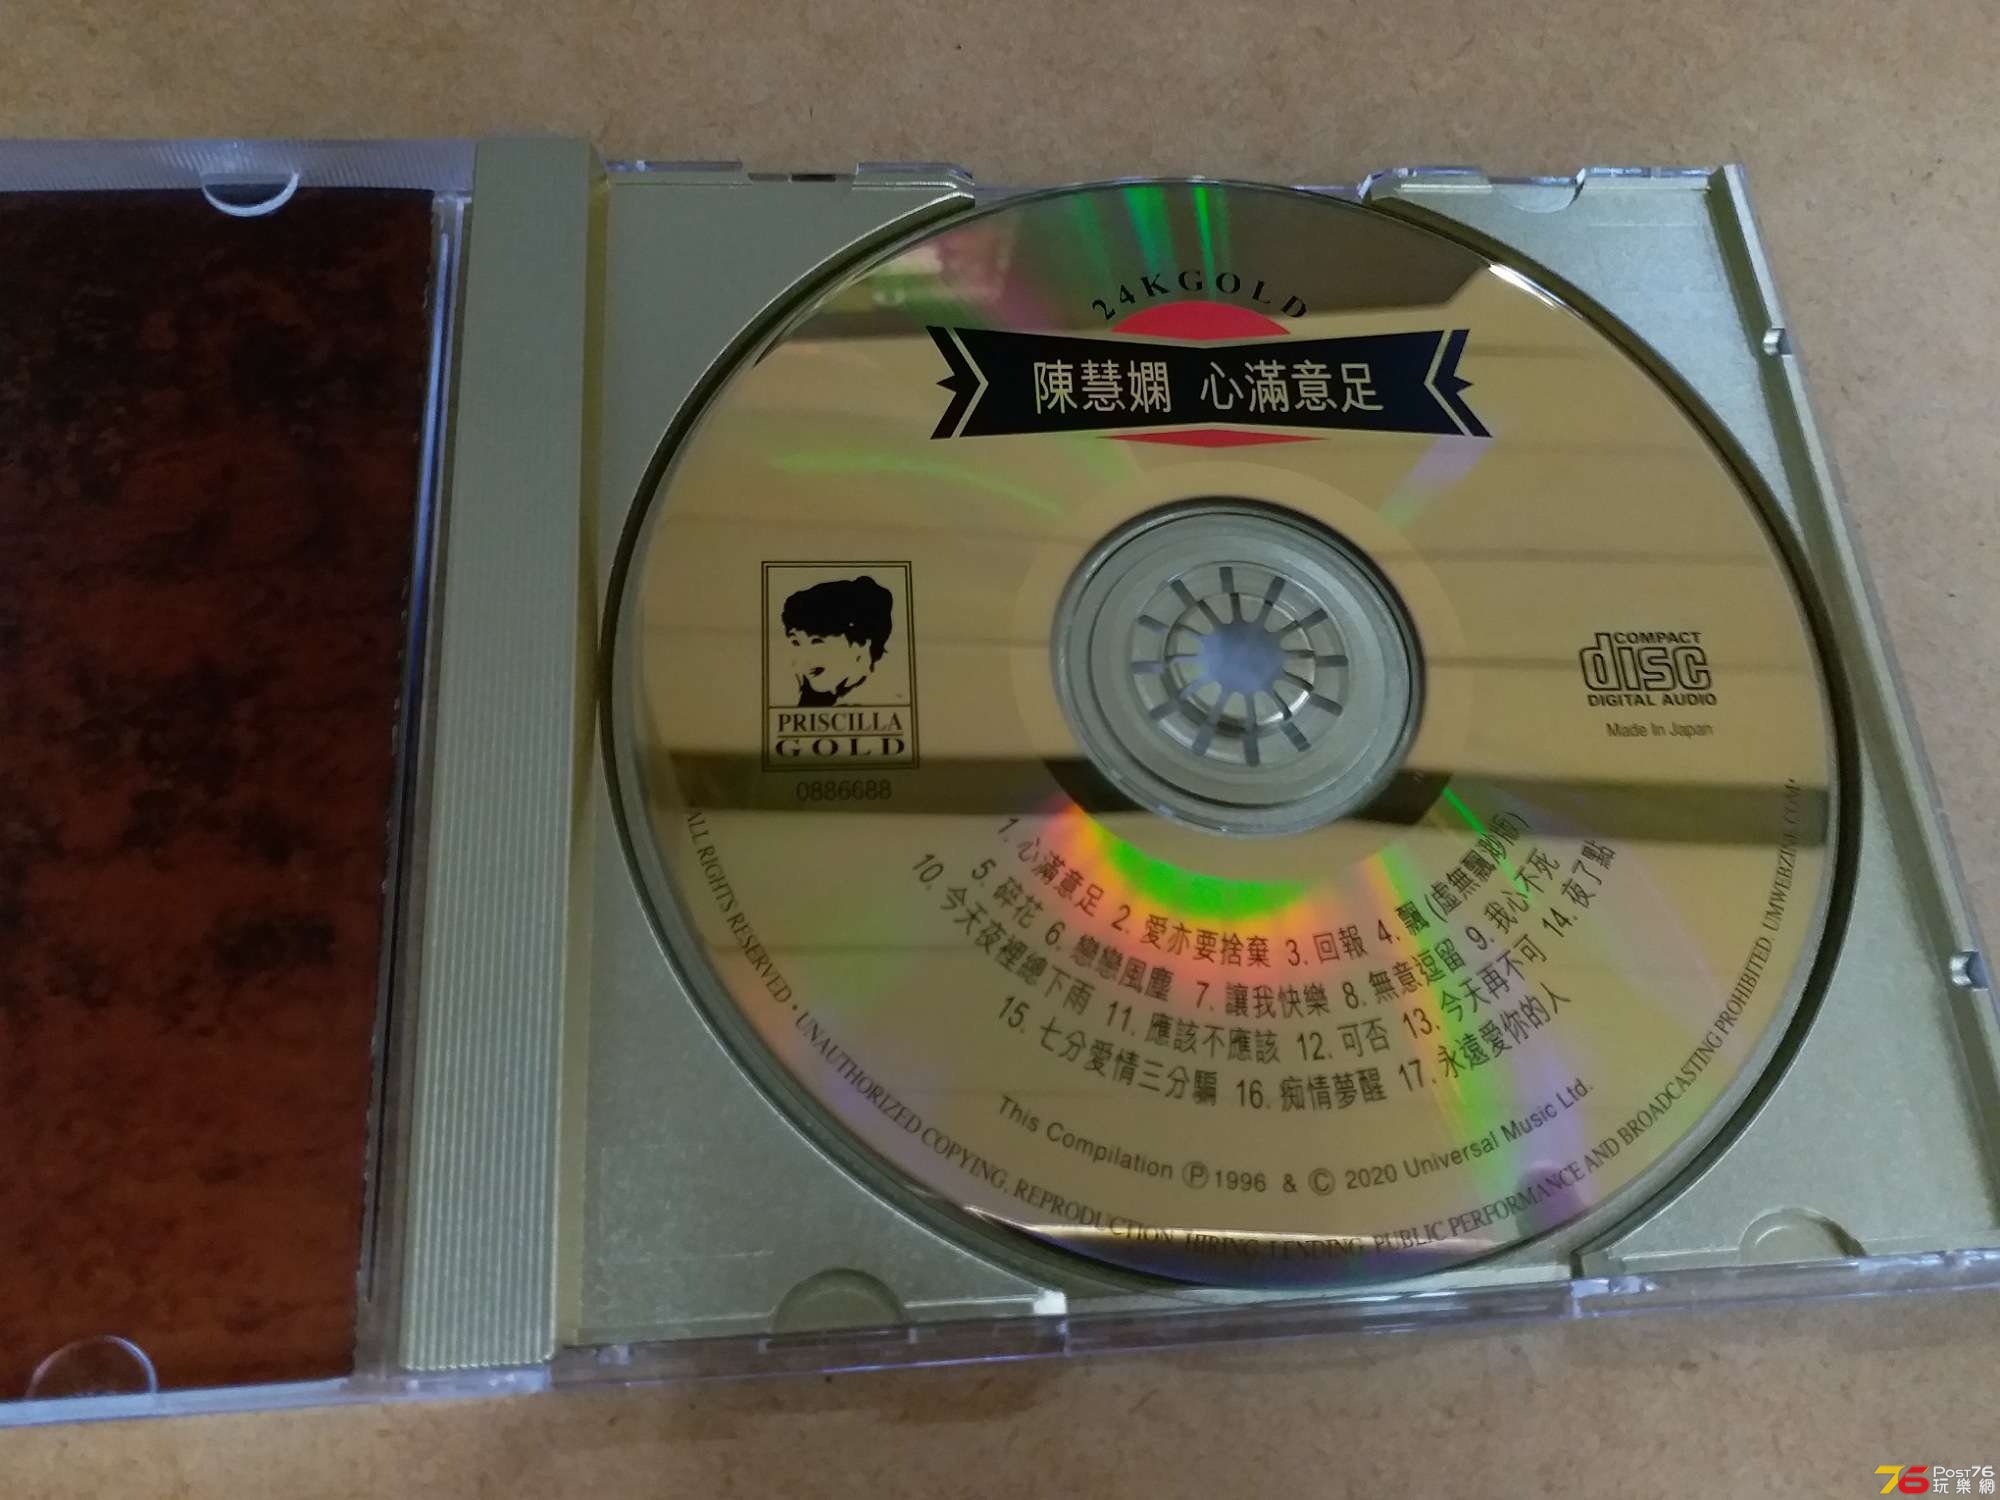 24K GOLD
陳慧嫻 心滿意足
PRISCILLA
GOLD
0886688
COMPACT
disc
DIGITAL AUDIO
Made In Japan
1. 心滿意足 2. 愛亦要捨棄 3. 回報 4. 飄 (虛無飄渺版)
5. 碎花 6. 戀戀風塵 7. 讓我快樂 8. 無意逗留 9. 我心不死
10. 今天夜裡總下雨 11. 應該不應該 12. 可否 13. 今天再不可 14. 夜了點
15. 七分愛情三分騙 16. 痴情夢醒 17. 永遠愛你的人
This Compilation Ⓟ 1996 & Ⓒ 2020 Universal Music Ltd.
ALL RIGHTS RESERVED · UNAUTHORIZED COPYING, REPRODUCTION, HIRING, LENDING, PUBLIC PERFORMANCE AND BROADCASTING PROHIBITED. UMWEBZINE.COM
76 POST76
玩樂網